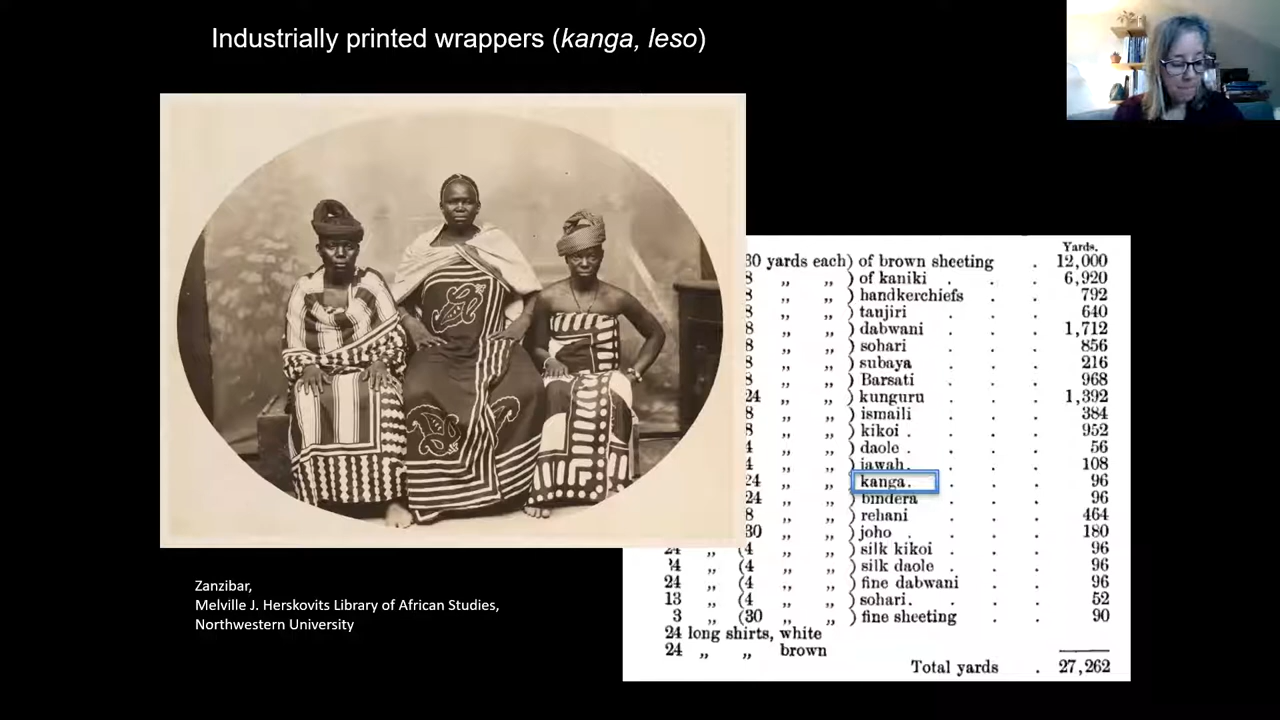 Industrially printed wrappers (kanga, leso)
Yards.
30 yards each) of brown sheeting . 12,000
8 „ „ ) of kaniki . . 6,920
8 „ „ ) handkerchiefs . . 792
8 „ „ ) taujiri . . . 640
8 „ „ ) dabwani . . . 1,712
8 „ „ ) sohari . . . 856
8 „ „ ) subaya . . . 216
8 „ „ ) Barsati . . . 968
24 „ „ ) kunguru . . . 1,392
8 „ „ ) ismaili . . . 384
8 „ „ ) kikoi . . . . 952
4 „ „ ) daole . . . . 56
4 „ „ ) jawah . . . . 108
24 „ „ ) kanga . . . . 96
24 „ „ ) bindera . . . 96
8 „ „ ) rehani . . . 464
30 „ „ ) joho . . . . 180
24 „ (4 „ „ ) silk kikoi . . . 96
24 „ (4 „ „ ) silk daole . . . 96
24 „ (4 „ „ ) fine dabwani . . 96
13 „ (4 „ „ ) sohari . . . . 52
3 „ (30 „ „ ) fine sheeting . . 90
24 long shirts, white
24 „ „ brown
Total yards . 27,262
Zanzibar,
Melville J. Herskovits Library of African Studies,
Northwestern University